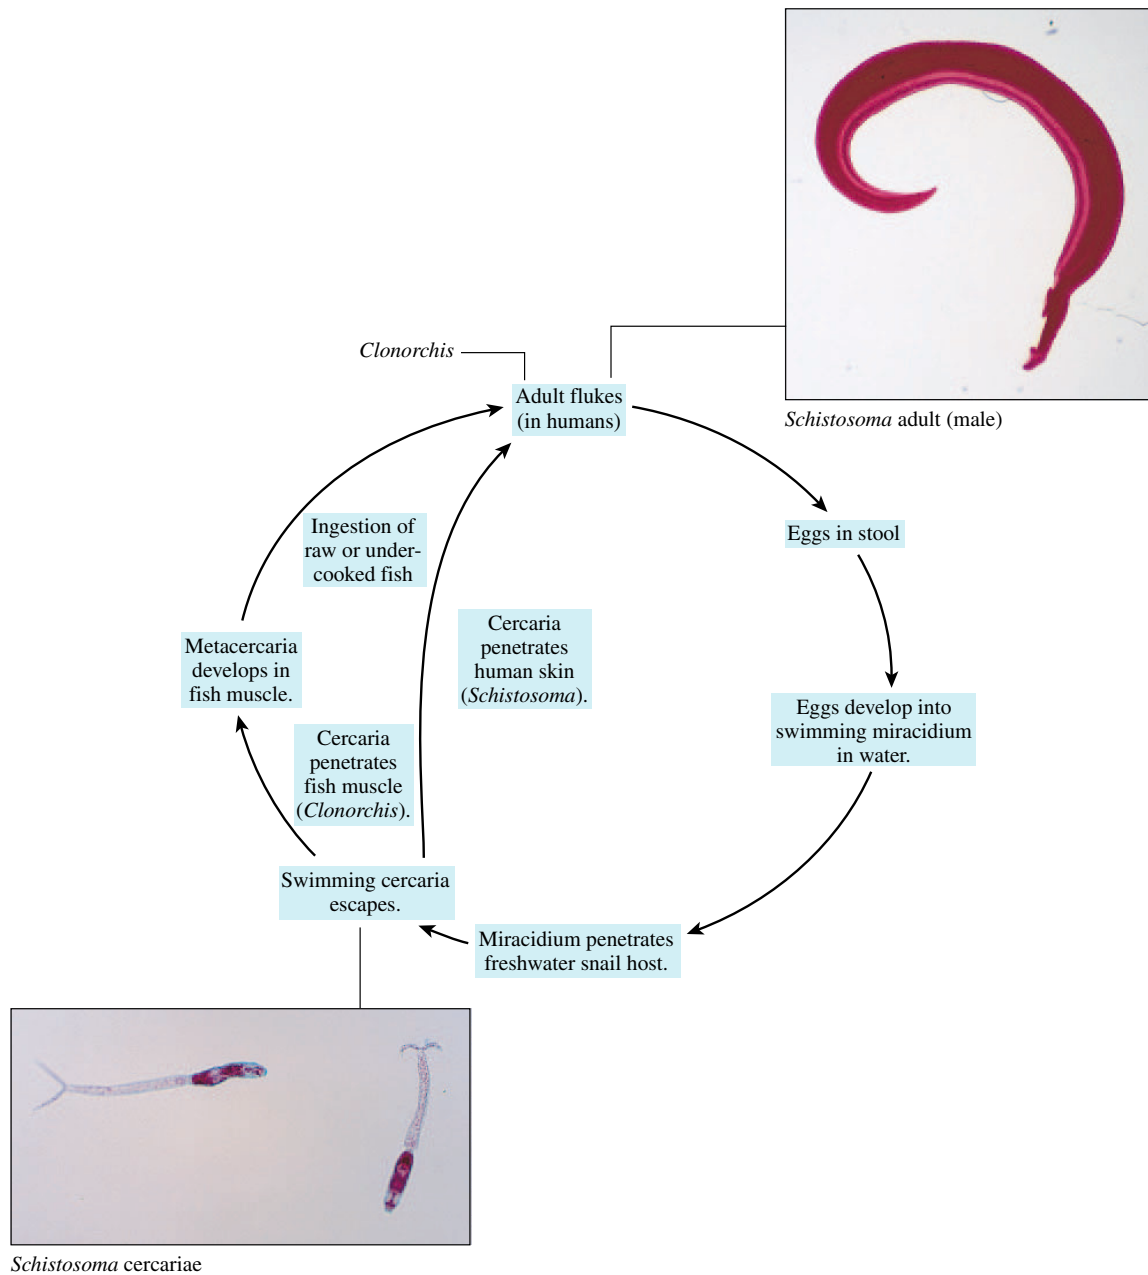 Clonorchis
Adult flukes
(in humans)
Schistosoma adult (male)
Eggs in stool
Ingestion of
raw or under-
cooked fish
Cercaria
penetrates
human skin
(Schistosoma).
Metacercaria
develops in
fish muscle.
Eggs develop into
swimming miracidium
in water.
Cercaria
penetrates
fish muscle
(Clonorchis).
Swimming cercaria
escapes.
Miracidium penetrates
freshwater snail host.
Schistosoma cercariae